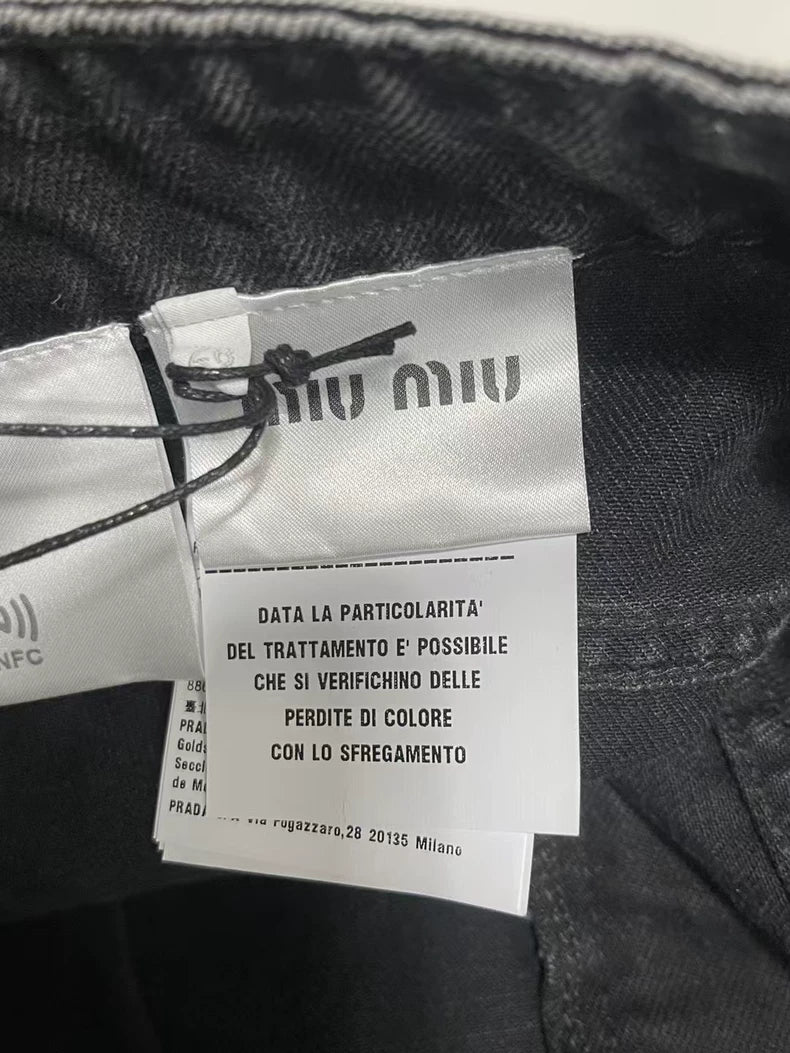 miu miu
NFC
DATA LA PARTICOLARITA'
DEL TRATTAMENTO E' POSSIBILE
CHE SI VERIFICHINO DELLE
PERDITE DI COLORE
CON LO SFREGAMENTO
PRADA
Via Fogazzaro,28 20135 Milano